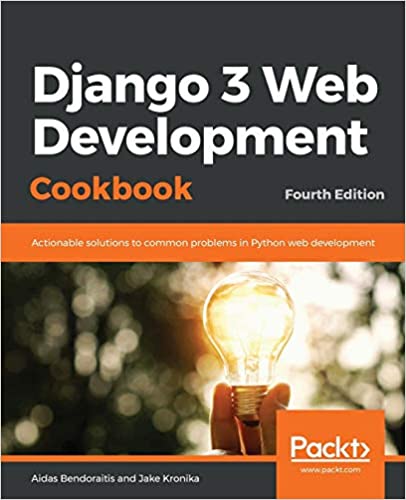 Django 3 Web
Development
Cookbook
Fourth Edition
Actionable solutions to common problems in Python web development
Packt>
www.packt.com
Aidas Bendoraitis and Jake Kronika